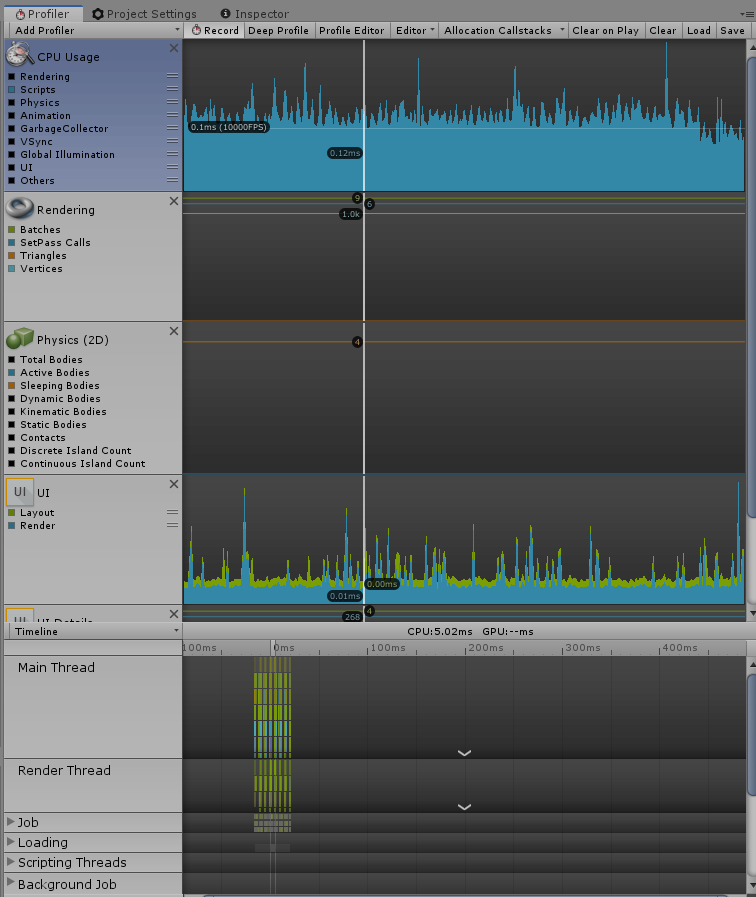 Profiler Project Settings Inspector
Add Profiler Record Deep Profile Profile Editor Editor Allocation Callstacks Clear on Play Clear Load Save
CPU Usage
Rendering
Scripts
Physics
Animation
GarbageCollector
VSync
Global Illumination
UI
Others
0.1ms (10000FPS)
0.12ms
Rendering
Batches
SetPass Calls
Triangles
Vertices
9
6
1.0k
Physics (2D)
Total Bodies
Active Bodies
Sleeping Bodies
Dynamic Bodies
Kinematic Bodies
Static Bodies
Contacts
Discrete Island Count
Continuous Island Count
4
UI UI
Layout
Render
0.00ms
0.01ms
UI Details
4
268
Timeline CPU:5.02ms GPU:--ms
100ms 0ms 100ms 200ms 300ms 400ms
Main Thread
Render Thread
Job
Loading
Scripting Threads
Background Job